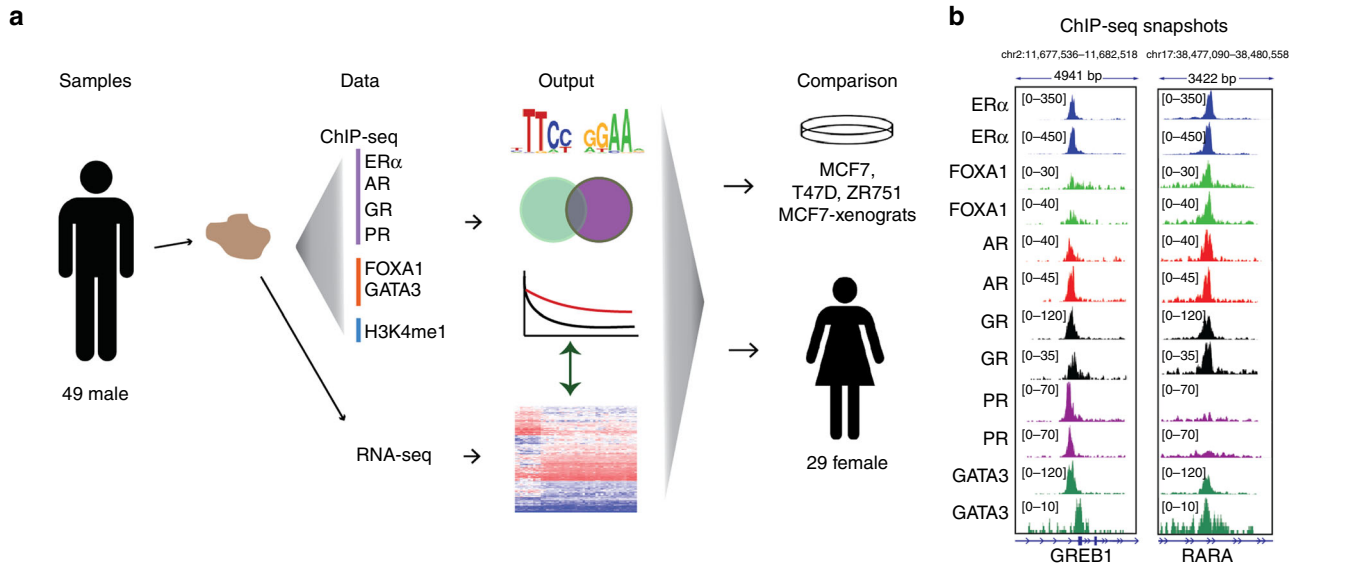 a
Samples
Data
Output
Comparison
ChIP-seq
ERα
AR
GR
PR
FOXA1
GATA3
H3K4me1
49 male
RNA-seq
TTCC GGAA
MCF7,
T47D, ZR751
MCF7-xenograts
29 female
b
ChIP-seq snapshots
chr2:11,677,536–11,682,518 chr17:38,477,090–38,480,558
4941 bp 3422 bp
ERα [0–350] [0–350]
ERα [0–450] [0–450]
FOXA1 [0–30] [0–30]
FOXA1 [0–40] [0–40]
AR [0–40] [0–40]
AR [0–45] [0–45]
GR [0–120] [0–120]
GR [0–35] [0–35]
PR [0–70] [0–70]
PR [0–70] [0–70]
GATA3 [0–120] [0–120]
GATA3 [0–10] [0–10]
GREB1 RARA